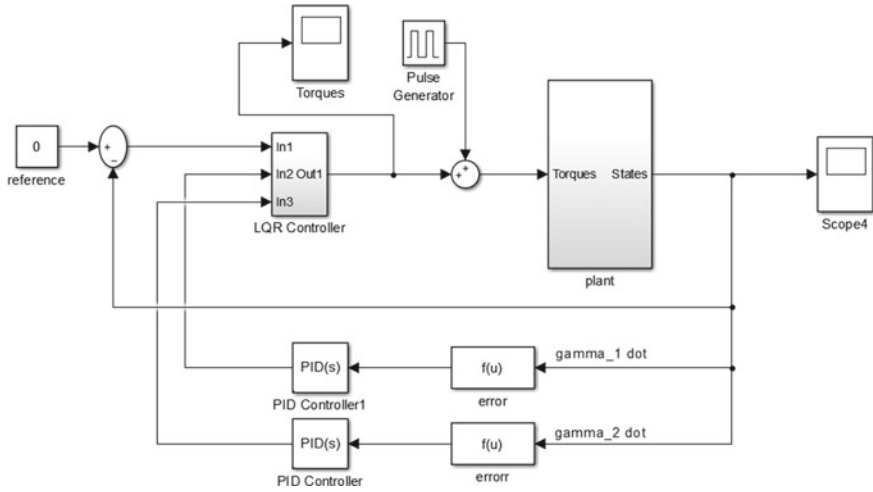 Torques
Pulse
Generator
0
reference
+
−
In1
In2 Out1
In3
LQR Controller
+
+
Torques States
plant
Scope4
gamma_1 dot
PID(s)
f(u)
PID Controller1
error
gamma_2 dot
PID(s)
f(u)
PID Controller
errorr